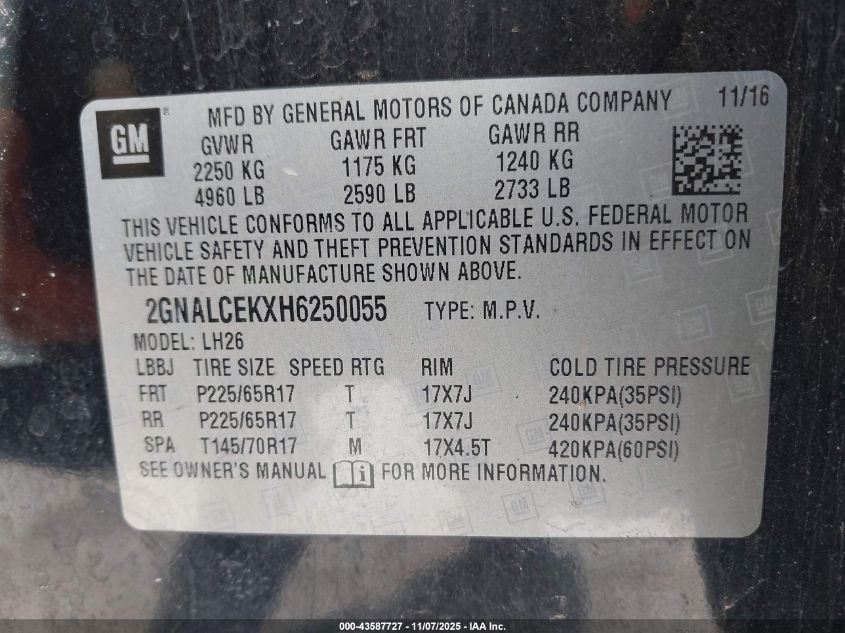 GM
MFD BY GENERAL MOTORS OF CANADA COMPANY 11/16
GVWR GAWR FRT GAWR RR
2250 KG 1175 KG 1240 KG
4960 LB 2590 LB 2733 LB
THIS VEHICLE CONFORMS TO ALL APPLICABLE U.S. FEDERAL MOTOR
VEHICLE SAFETY AND THEFT PREVENTION STANDARDS IN EFFECT ON
THE DATE OF MANUFACTURE SHOWN ABOVE.
2GNALCEKXH6250055 TYPE: M.P.V.
MODEL: LH26
LBBJ TIRE SIZE SPEED RTG RIM COLD TIRE PRESSURE
FRT P225/65R17 T 17X7J 240KPA(35PSI)
RR P225/65R17 T 17X7J 240KPA(35PSI)
SPA T145/70R17 M 17X4.5T 420KPA(60PSI)
SEE OWNER'S MANUAL FOR MORE INFORMATION.
000-43587727 - 11/07/2025 - IAA Inc.